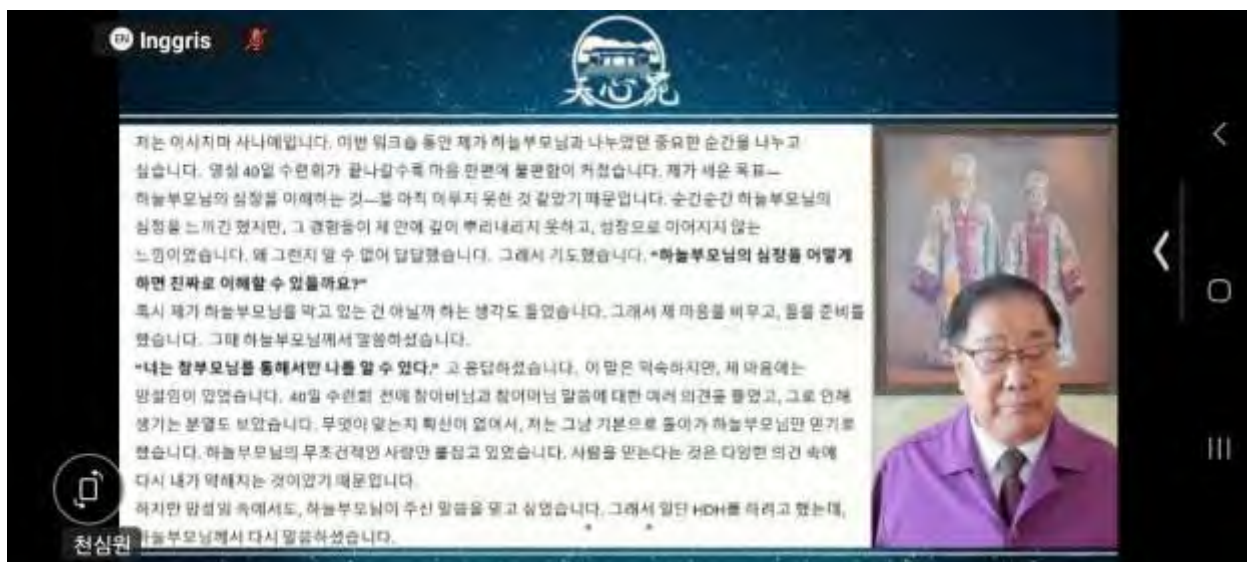 EN Inggris
天心苑
저는 이시지마 사나에입니다. 이번 워크숍 동안 제가 하늘부모님과 나누었던 중요한 순간을 나누고
싶습니다. 영성 40일 수련회가 끝나갈수록 마음 한편에 불편함이 커졌습니다. 제가 세운 목표—
하늘부모님의 심정을 이해하는 것—을 아직 이루지 못한 것 같았기 때문입니다. 순간순간 하늘부모님의
심정을 느끼긴 했지만, 그 경험들이 제 안에 깊이 뿌리내리지 못하고, 성장으로 이어지지 않는
느낌이었습니다. 왜 그런지 알 수 없어 답답했습니다. 그래서 기도했습니다. "하늘부모님의 심정을 어떻게
하면 진짜로 이해할 수 있을까요?"
혹시 제가 하늘부모님을 막고 있는 건 아닐까 하는 생각도 들었습니다. 그래서 제 마음을 비우고, 들을 준비를
했습니다. 그때 하늘부모님께서 말씀하셨습니다.
"너는 참부모님를 통해서만 나를 알 수 있다." 고 응답하셨습니다. 이 말은 익숙하지만, 제 마음에는
망설임이 있었습니다. 40일 수련회 전에 참아버님과 참어머님 말씀에 대한 여러 의견을 들었고, 그로 인해
생기는 분열도 보았습니다. 무엇이 맞는지 확신이 없어서, 저는 그냥 기본으로 돌아가 하늘부모님만 믿기로
했습니다. 하늘부모님의 무조건적인 사랑만 붙잡고 있었습니다. 사람을 믿는다는 것은 다양한 의견 속에
다시 내가 약해지는 것이었기 때문입니다.
하지만 망설임 속에서도, 하늘부모님이 주신 말씀을 믿고 싶었습니다. 그래서 일단 HDH를 하려고 했는데,
하늘부모님께서 다시 말씀하셨습니다.
천심원